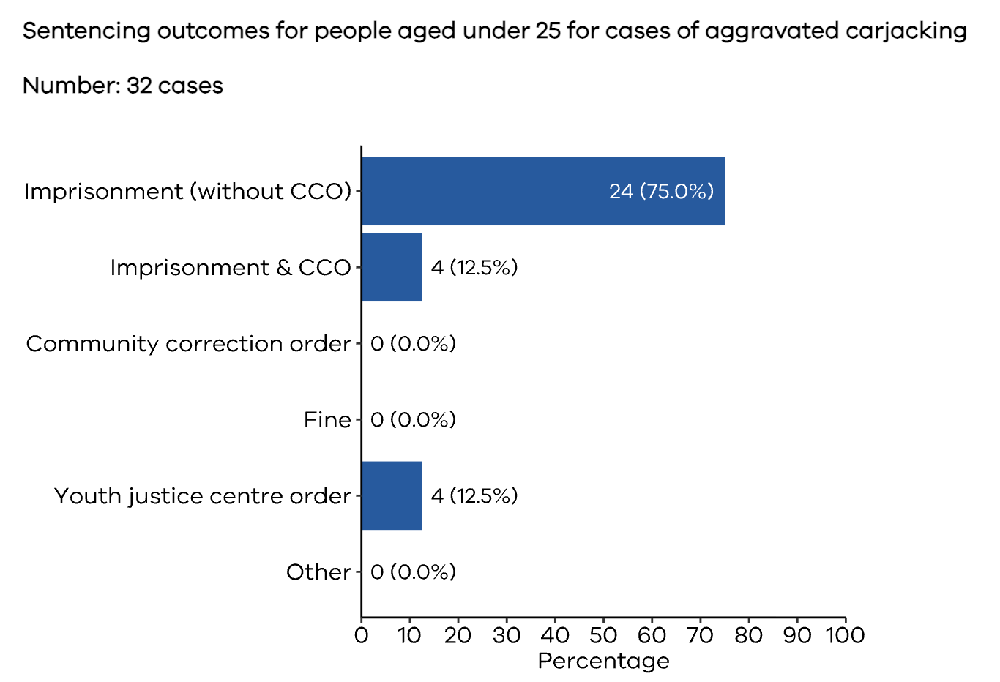 Sentencing outcomes for people aged under 25 for cases of aggravated carjacking
Number: 32 cases
Imprisonment (without CCO) 24 (75.0%)
Imprisonment & CCO 4 (12.5%)
Community correction order 0 (0.0%)
Fine 0 (0.0%)
Youth justice centre order 4 (12.5%)
Other 0 (0.0%)
0 10 20 30 40 50 60 70 80 90 100
Percentage